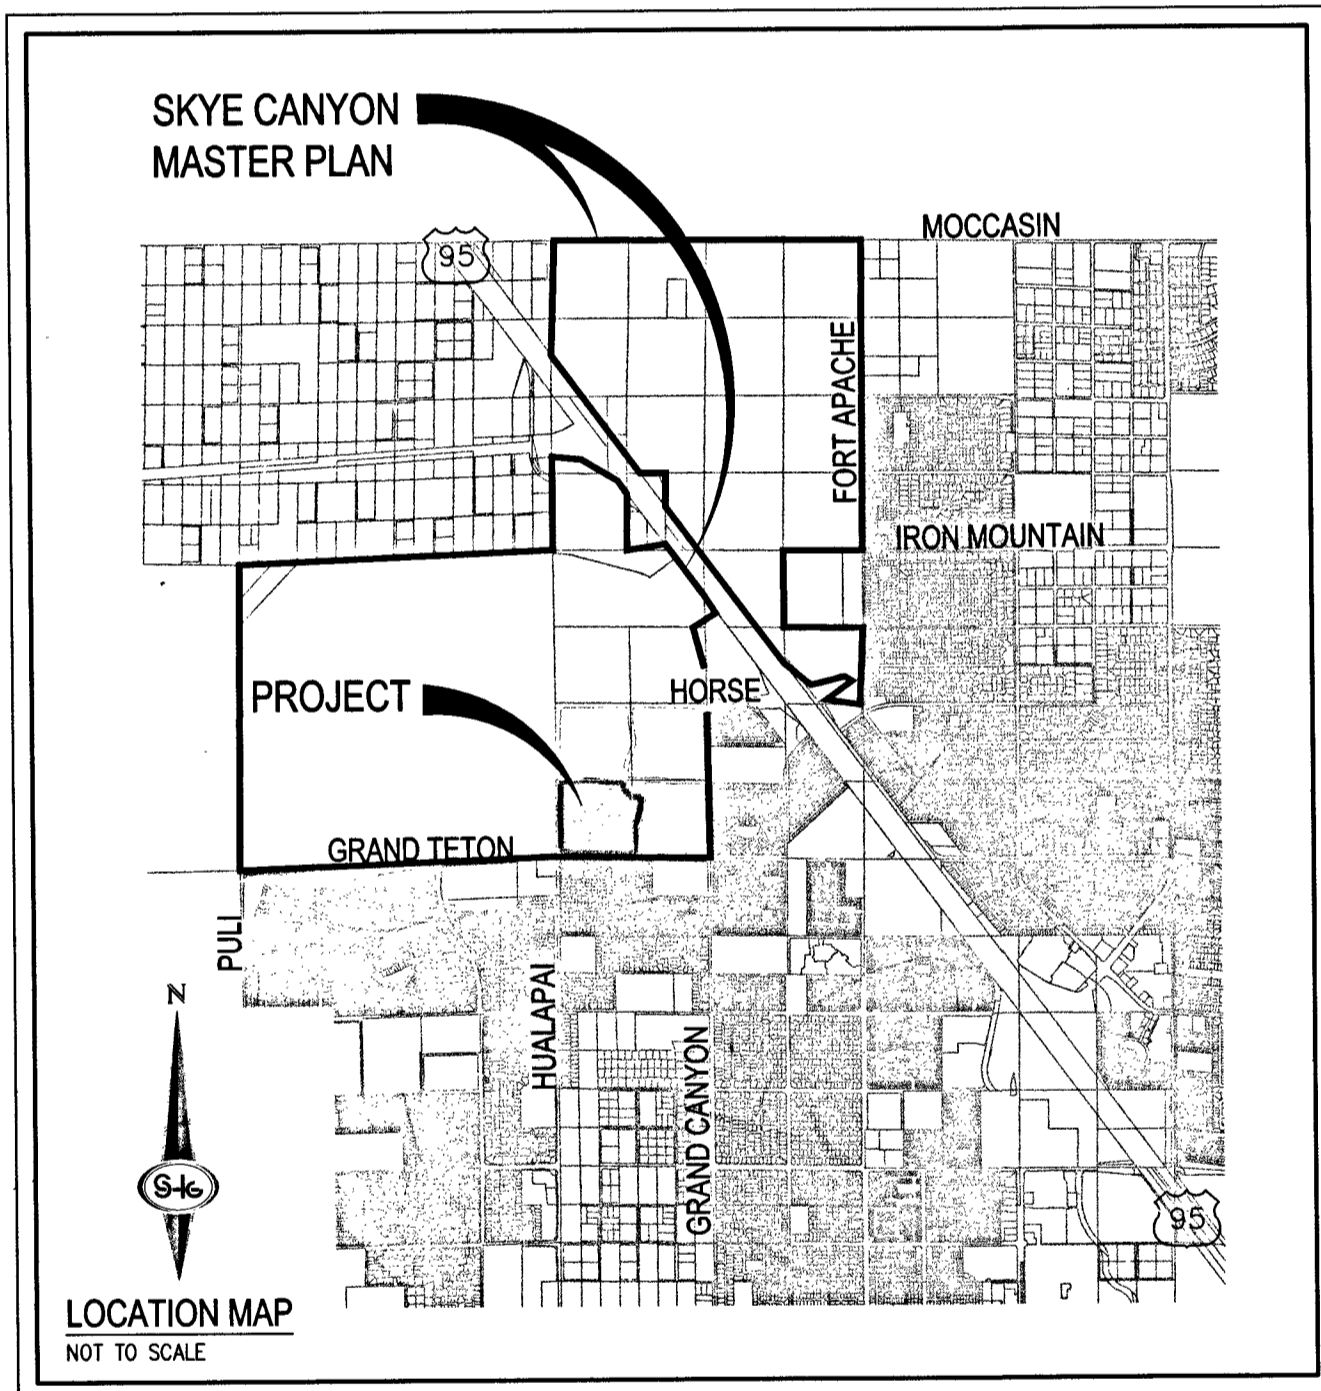 SKYE CANYON
MASTER PLAN
MOCCASIN
95
FORT APACHE
IRON MOUNTAIN
PROJECT
HORSE
GRAND TETON
PULI
HUALAPAI
GRAND CANYON
N
95
LOCATION MAP
NOT TO SCALE